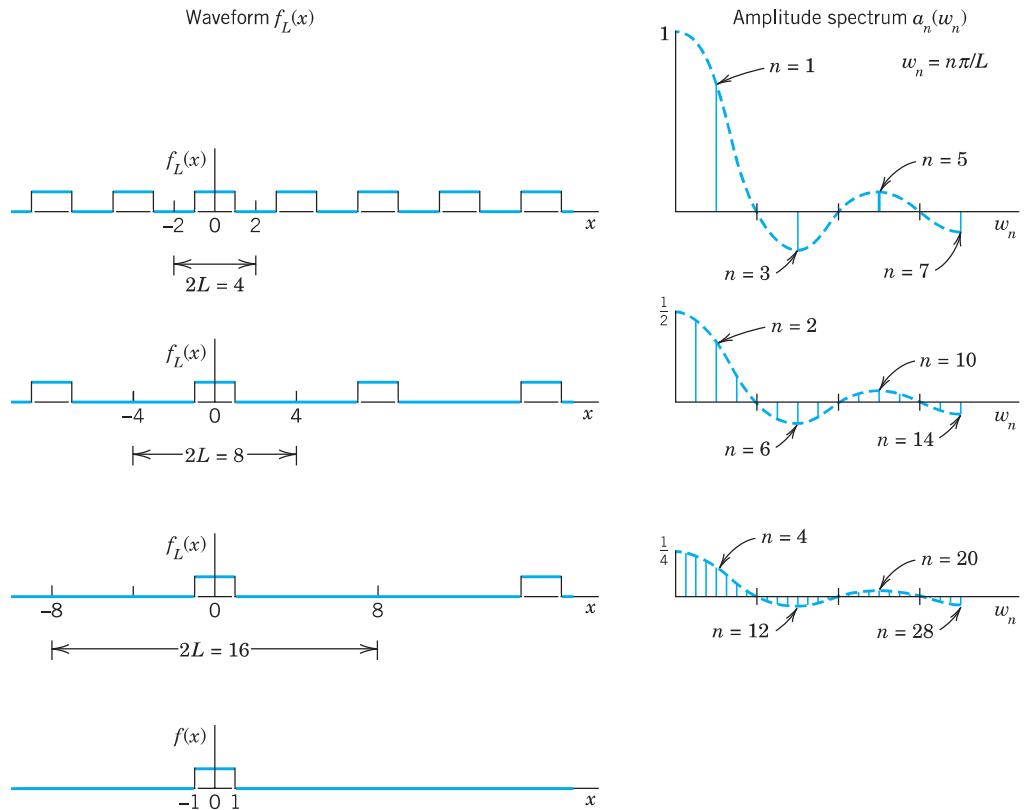 Waveform f_L(x)
Amplitude spectrum a_n(w_n)
1
n = 1
w_n = nπ/L
f_L(x)
n = 5
−2 0 2 x
w_n
2L = 4
n = 3
n = 7
f_L(x)
1/2
n = 2
n = 10
−4 0 4 x
w_n
2L = 8
n = 6
n = 14
f_L(x)
1/4
n = 4
n = 20
−8 0 8 x
w_n
2L = 16
n = 12
n = 28
f(x)
−1 0 1 x